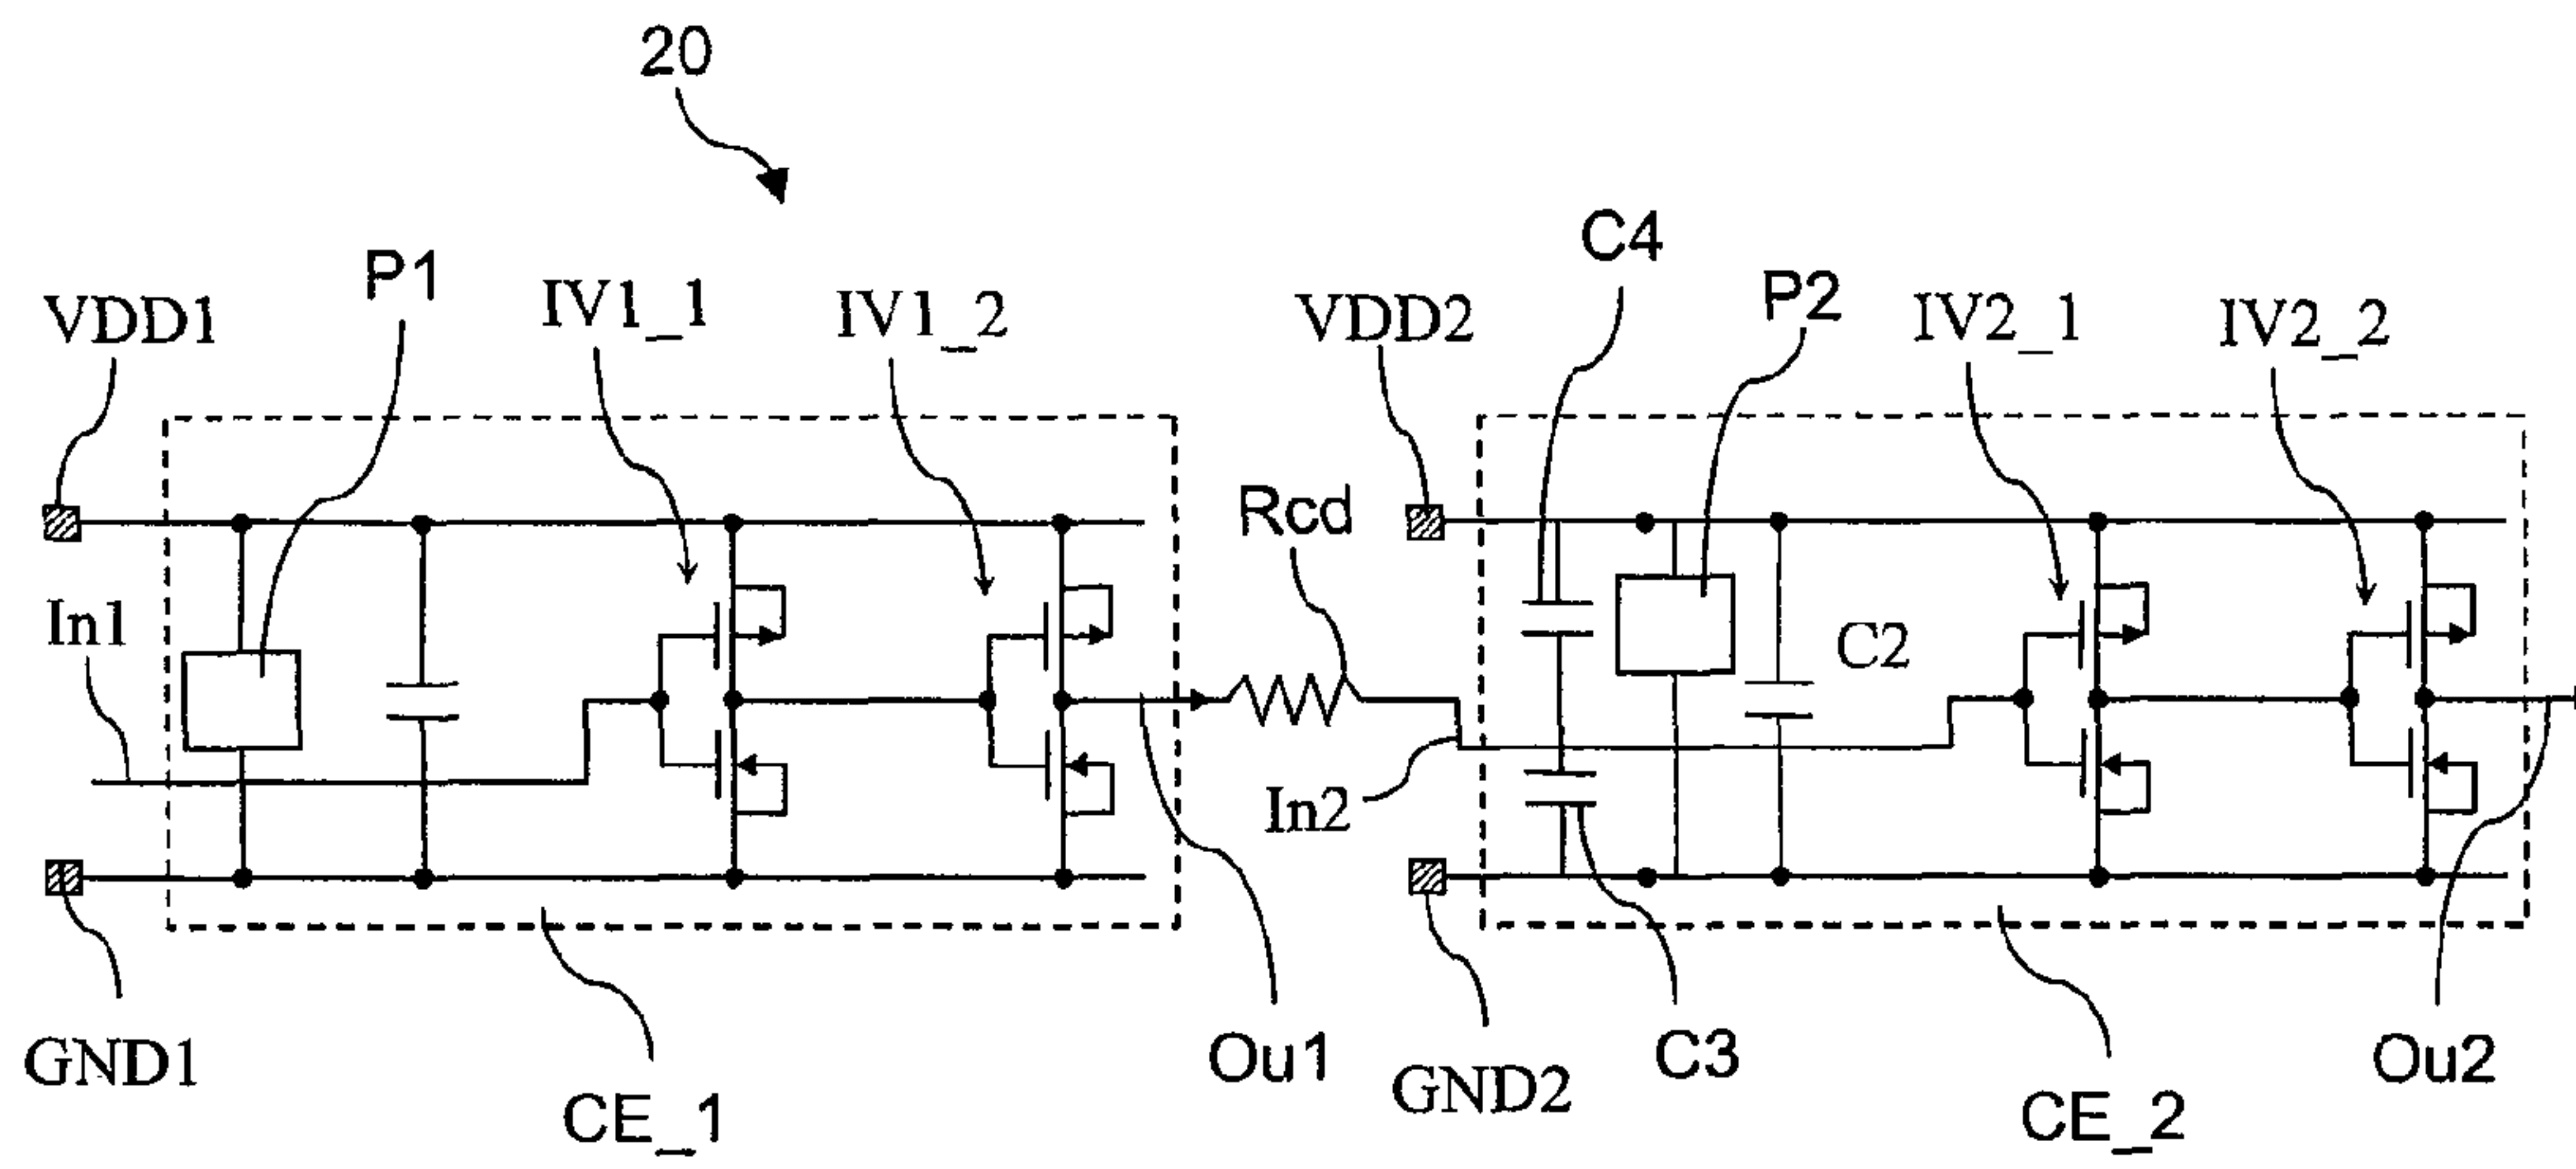 20
C4
P1
IV1_1
IV1_2
VDD1
VDD2
P2
IV2_1
IV2_2
Rcd
In1
C2
In2
GND1
CE_1
Ou1
GND2
C3
CE_2
Ou2